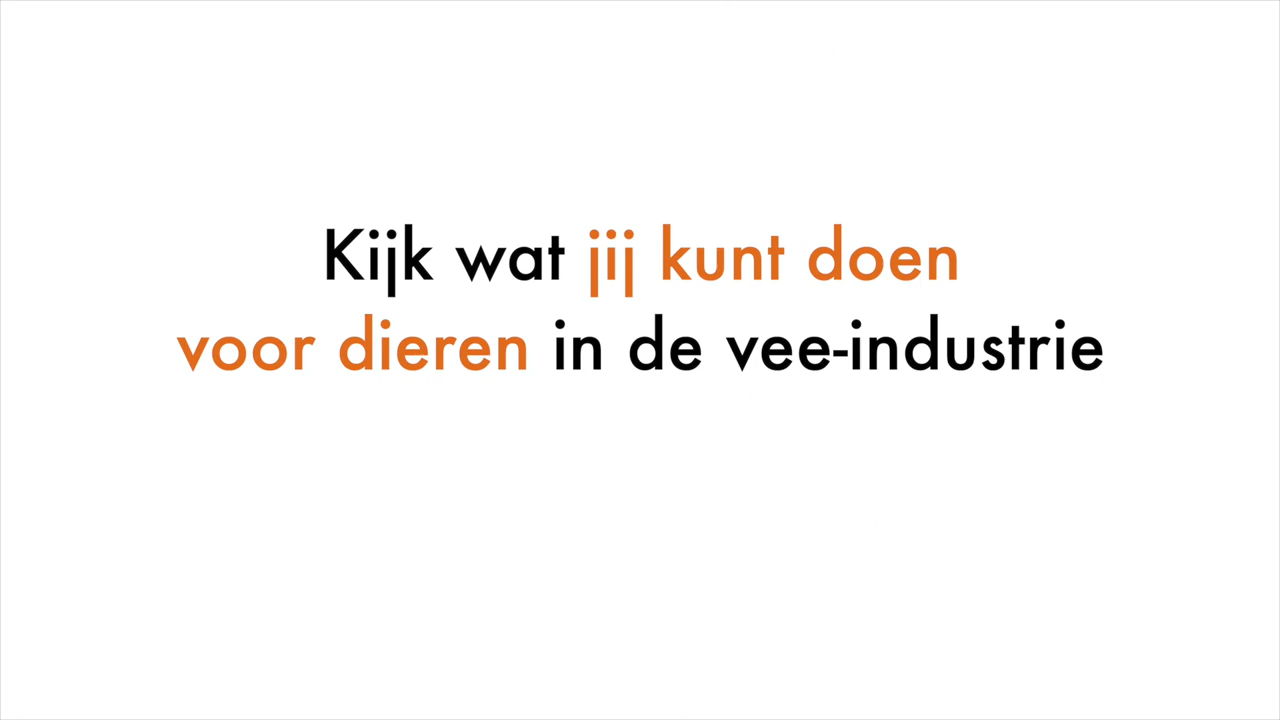 Kijk wat jij kunt doen
voor dieren in de vee-industrie